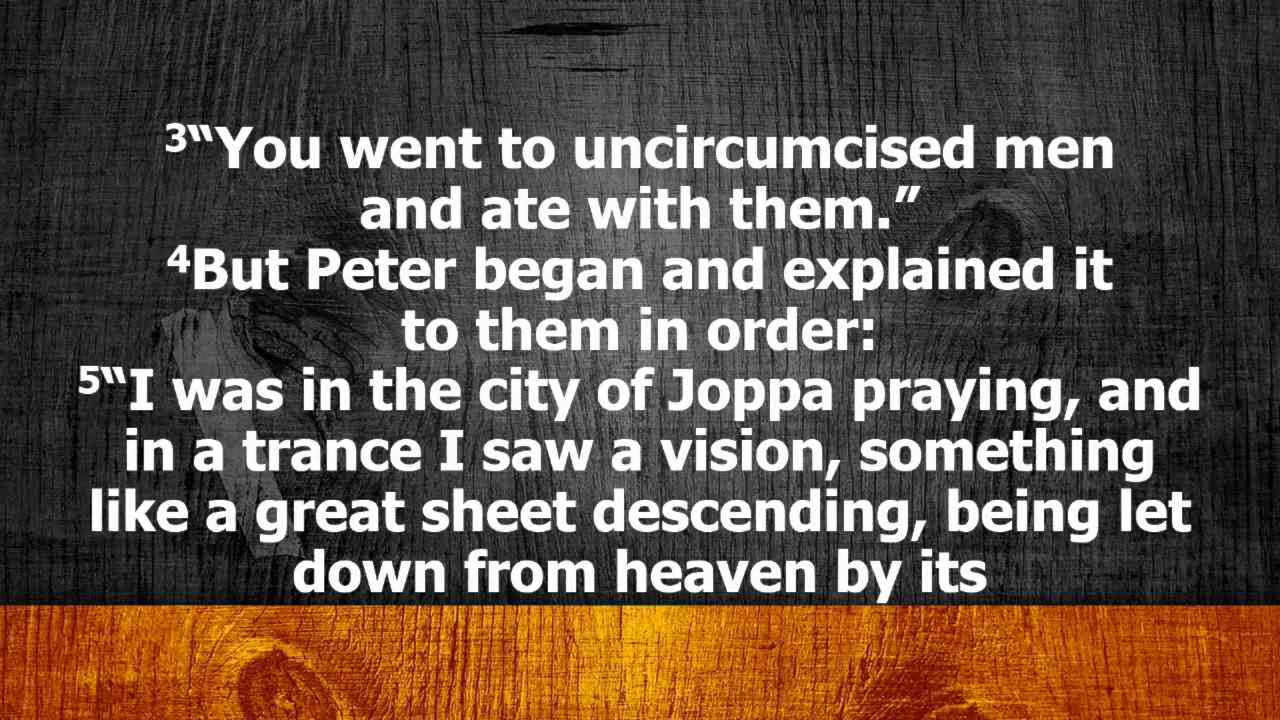 ³“You went to uncircumcised men
and ate with them.”
⁴But Peter began and explained it
to them in order:
⁵“I was in the city of Joppa praying, and
in a trance I saw a vision, something
like a great sheet descending, being let
down from heaven by its